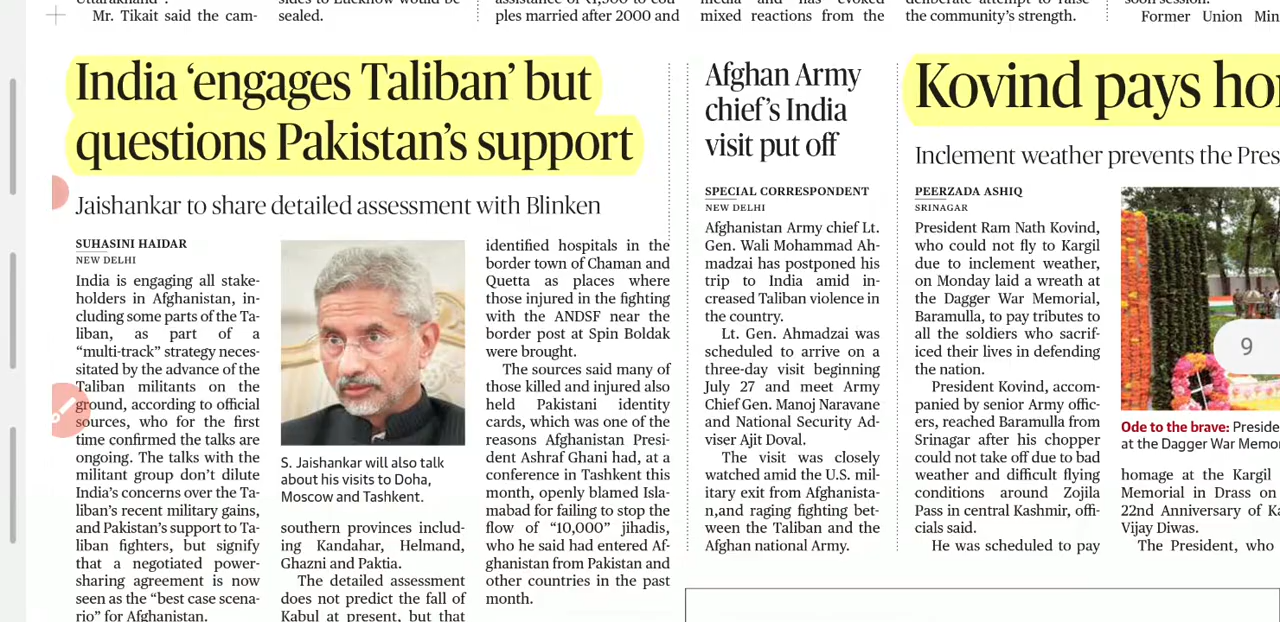 Mr. Tikait said the cam-
sealed.
ples married after 2000 and
mixed reactions from the
the community's strength.
Former Union Min
India 'engages Taliban' but
questions Pakistan's support
Jaishankar to share detailed assessment with Blinken
SUHASINI HAIDAR
NEW DELHI
India is engaging all stake-
holders in Afghanistan, in-
cluding some parts of the Ta-
liban, as part of a
“multi-track” strategy neces-
sitated by the advance of the
Taliban militants on the
ground, according to official
sources, who for the first
time confirmed the talks are
ongoing. The talks with the
militant group don't dilute
India's concerns over the Ta-
liban's recent military gains,
and Pakistan's support to Ta-
liban fighters, but signify
that a negotiated power-
sharing agreement is now
seen as the “best case scena-
rio” for Afghanistan.
S. Jaishankar will also talk
about his visits to Doha,
Moscow and Tashkent.
southern provinces includ-
ing Kandahar, Helmand,
Ghazni and Paktia.
The detailed assessment
does not predict the fall of
Kabul at present, but that
identified hospitals in the
border town of Chaman and
Quetta as places where
those injured in the fighting
with the ANDSF near the
border post at Spin Boldak
were brought.
The sources said many of
those killed and injured also
held Pakistani identity
cards, which was one of the
reasons Afghanistan Presi-
dent Ashraf Ghani had, at a
conference in Tashkent this
month, openly blamed Isla-
mabad for failing to stop the
flow of “10,000” jihadis,
who he said had entered Af-
ghanistan from Pakistan and
other countries in the past
month.
Afghan Army
chief's India
visit put off
SPECIAL CORRESPONDENT
NEW DELHI
Afghanistan Army chief Lt.
Gen. Wali Mohammad Ah-
madzai has postponed his
trip to India amid in-
creased Taliban violence in
the country.
Lt. Gen. Ahmadzai was
scheduled to arrive on a
three-day visit beginning
July 27 and meet Army
Chief Gen. Manoj Naravane
and National Security Ad-
viser Ajit Doval.
The visit was closely
watched amid the U.S. mil-
itary exit from Afghanista-
n,and raging fighting bet-
ween the Taliban and the
Afghan national Army.
Kovind pays ho
Inclement weather prevents the Pres
PEERZADA ASHIQ
SRINAGAR
President Ram Nath Kovind,
who could not fly to Kargil
due to inclement weather,
on Monday laid a wreath at
the Dagger War Memorial,
Baramulla, to pay tributes to
all the soldiers who sacrif-
iced their lives in defending
the nation.
President Kovind, accom-
panied by senior Army offic-
ers, reached Baramulla from
Srinagar after his chopper
could not take off due to bad
weather and difficult flying
conditions around Zojila
Pass in central Kashmir, offi-
cials said.
He was scheduled to pay
9
Ode to the brave: Preside
at the Dagger War Memo
homage at the Kargil
Memorial in Drass on
22nd Anniversary of Ka
Vijay Diwas.
The President, who